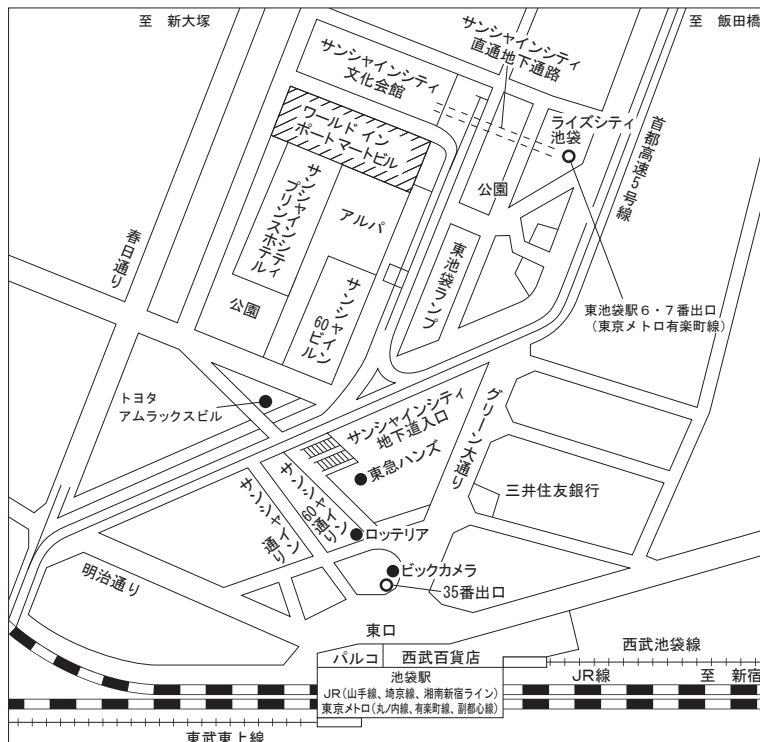 至 新大塚
至 飯田橋
サンシャインシティ
直通地下通路
サンシャインシティ
文化会館
ワールド イン
ポートマートビル
ライズシティ
池袋
首都高速5号線
公園
サンシャインシティ
プリンスホテル
アルパ
春日通り
東池袋ランプ
サンシャイン
60ビル
公園
東池袋駅6・7番出口
(東京メトロ有楽町線)
トヨタ
アムラックスビル
サンシャインシティ
地下道入口
グリーン大通り
東急ハンズ
サンシャイン
60通り
サンシャイン
通り
三井住友銀行
ロッテリア
ビックカメラ
35番出口
明治通り
東口
パルコ
西武百貨店
西武池袋線
池袋駅
JR(山手線、埼京線、湘南新宿ライン)
東京メトロ(丸ノ内線、有楽町線、副都心線)
JR線
至 新宿
東武東上線